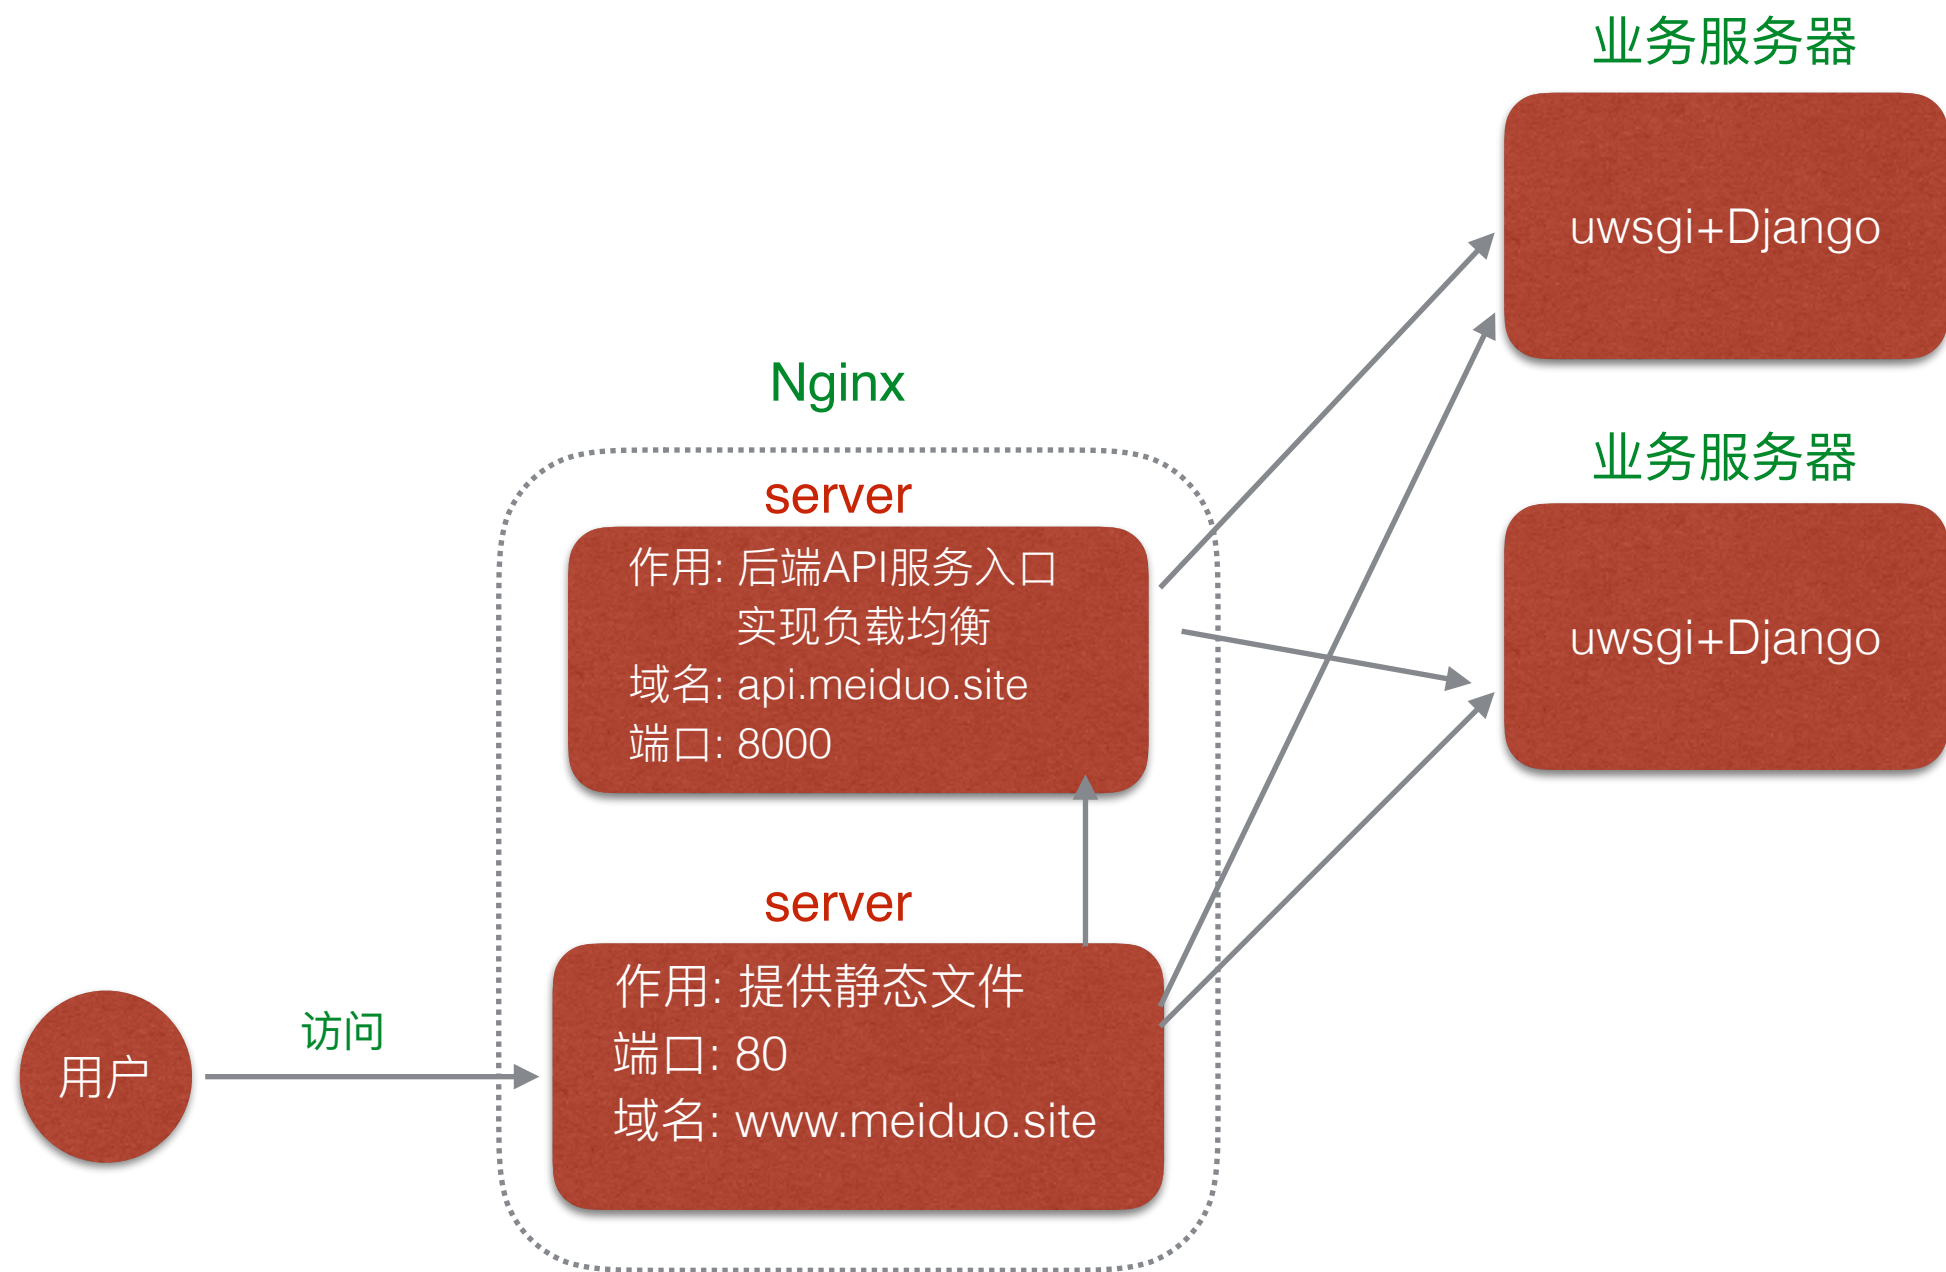 业务服务器
uwsgi+Django
Nginx
业务服务器
server
作用: 后端API服务入口
实现负载均衡
域名: api.meiduo.site
端口: 8000
uwsgi+Django
server
作用: 提供静态文件
端口: 80
域名: www.meiduo.site
访问
用户